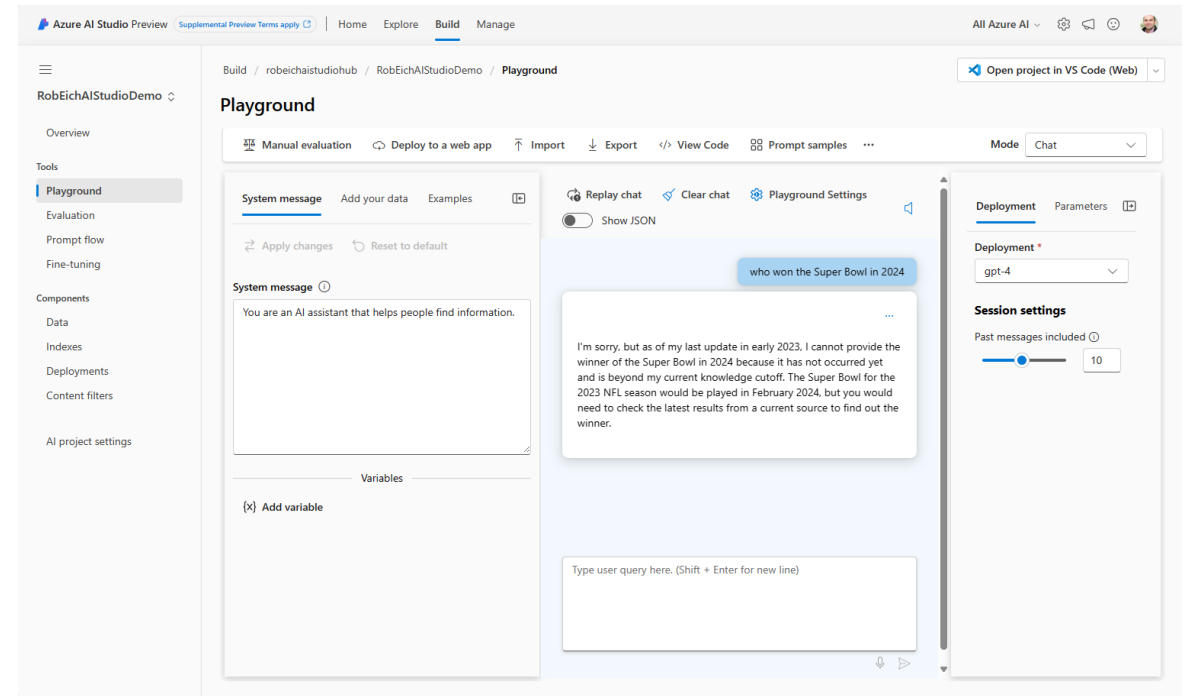 Azure AI Studio Preview Supplemental Preview Terms apply Home Explore Build Manage All Azure AI
Build / robeichaistudiohub / RobEichAIStudioDemo / Playground Open project in VS Code (Web)
RobEichAIStudioDemo
Overview
Tools
Playground
Evaluation
Prompt flow
Fine-tuning
Components
Data
Indexes
Deployments
Content filters
AI project settings
Playground
Manual evaluation Deploy to a web app Import Export </> View Code Prompt samples ... Mode Chat
System message Add your data Examples
Apply changes Reset to default
System message
You are an AI assistant that helps people find information.
Variables
{x} Add variable
Replay chat Clear chat Playground Settings
Show JSON
who won the Super Bowl in 2024
...
I'm sorry, but as of my last update in early 2023, I cannot provide the
winner of the Super Bowl in 2024 because it has not occurred yet
and is beyond my current knowledge cutoff. The Super Bowl for the
2023 NFL season would be played in February 2024, but you would
need to check the latest results from a current source to find out the
winner.
Type user query here. (Shift + Enter for new line)
Deployment Parameters
Deployment *
gpt-4
Session settings
Past messages included
10